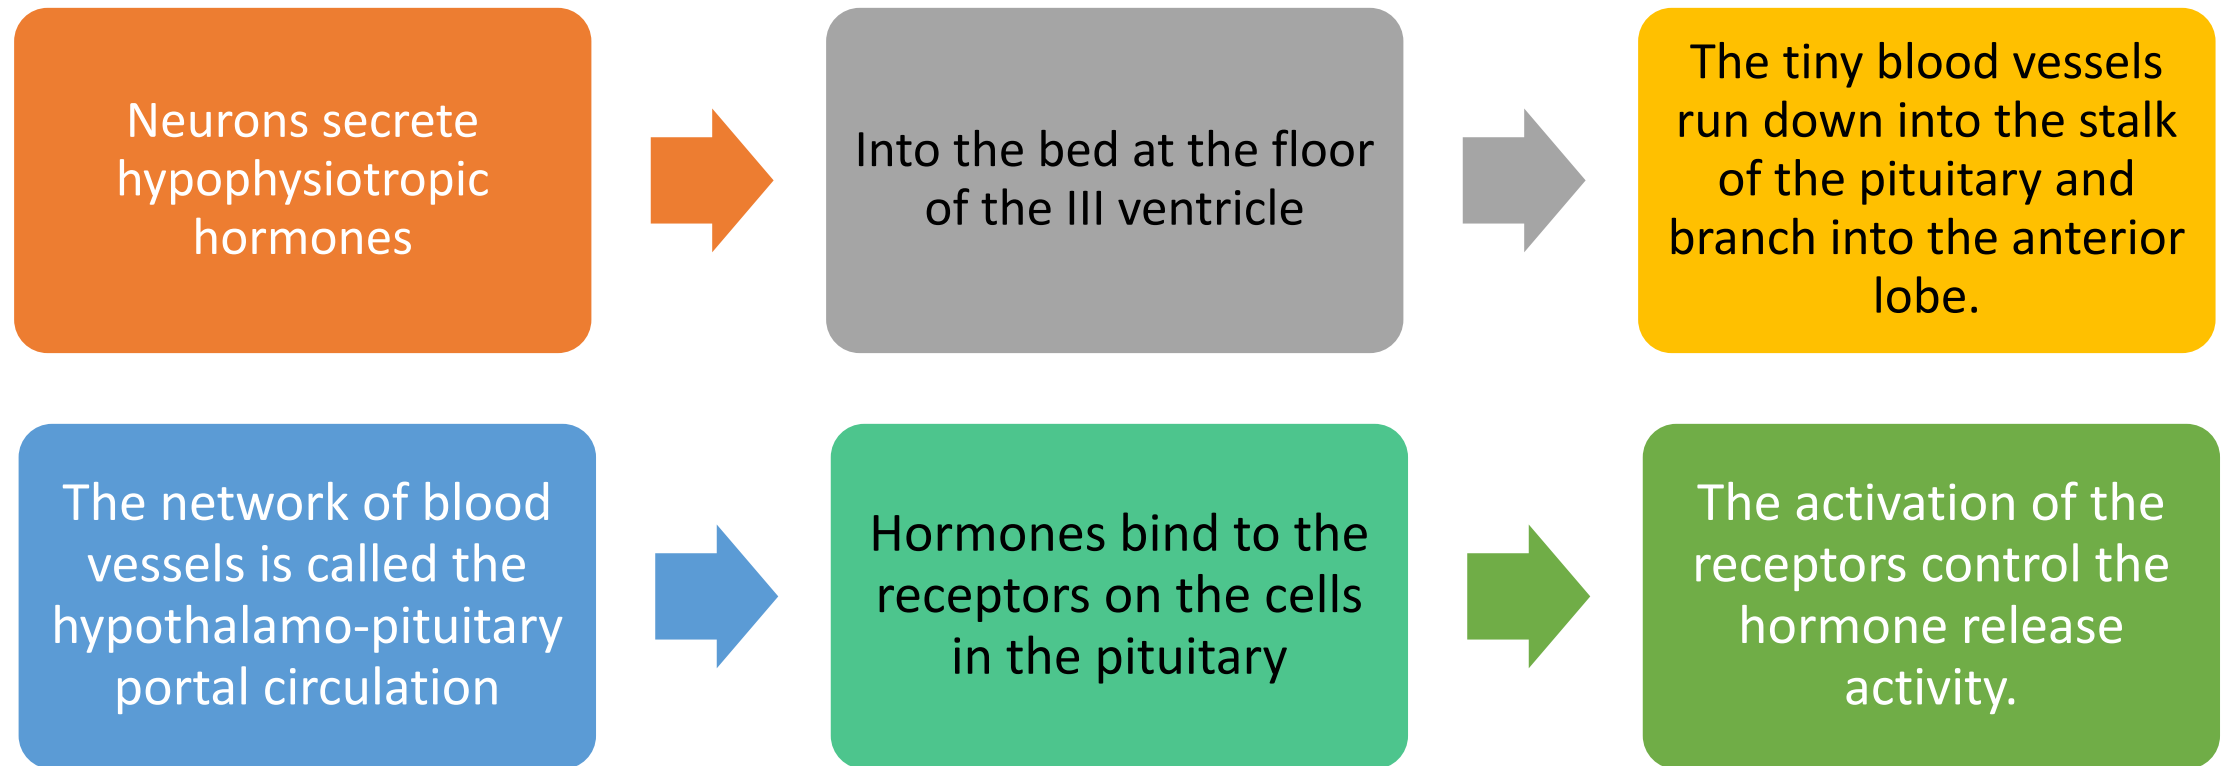 Neurons secrete
hypophysiotropic
hormones
Into the bed at the floor
of the III ventricle
The tiny blood vessels
run down into the stalk
of the pituitary and
branch into the anterior
lobe.
The network of blood
vessels is called the
hypothalamo-pituitary
portal circulation
Hormones bind to the
receptors on the cells
in the pituitary
The activation of the
receptors control the
hormone release
activity.